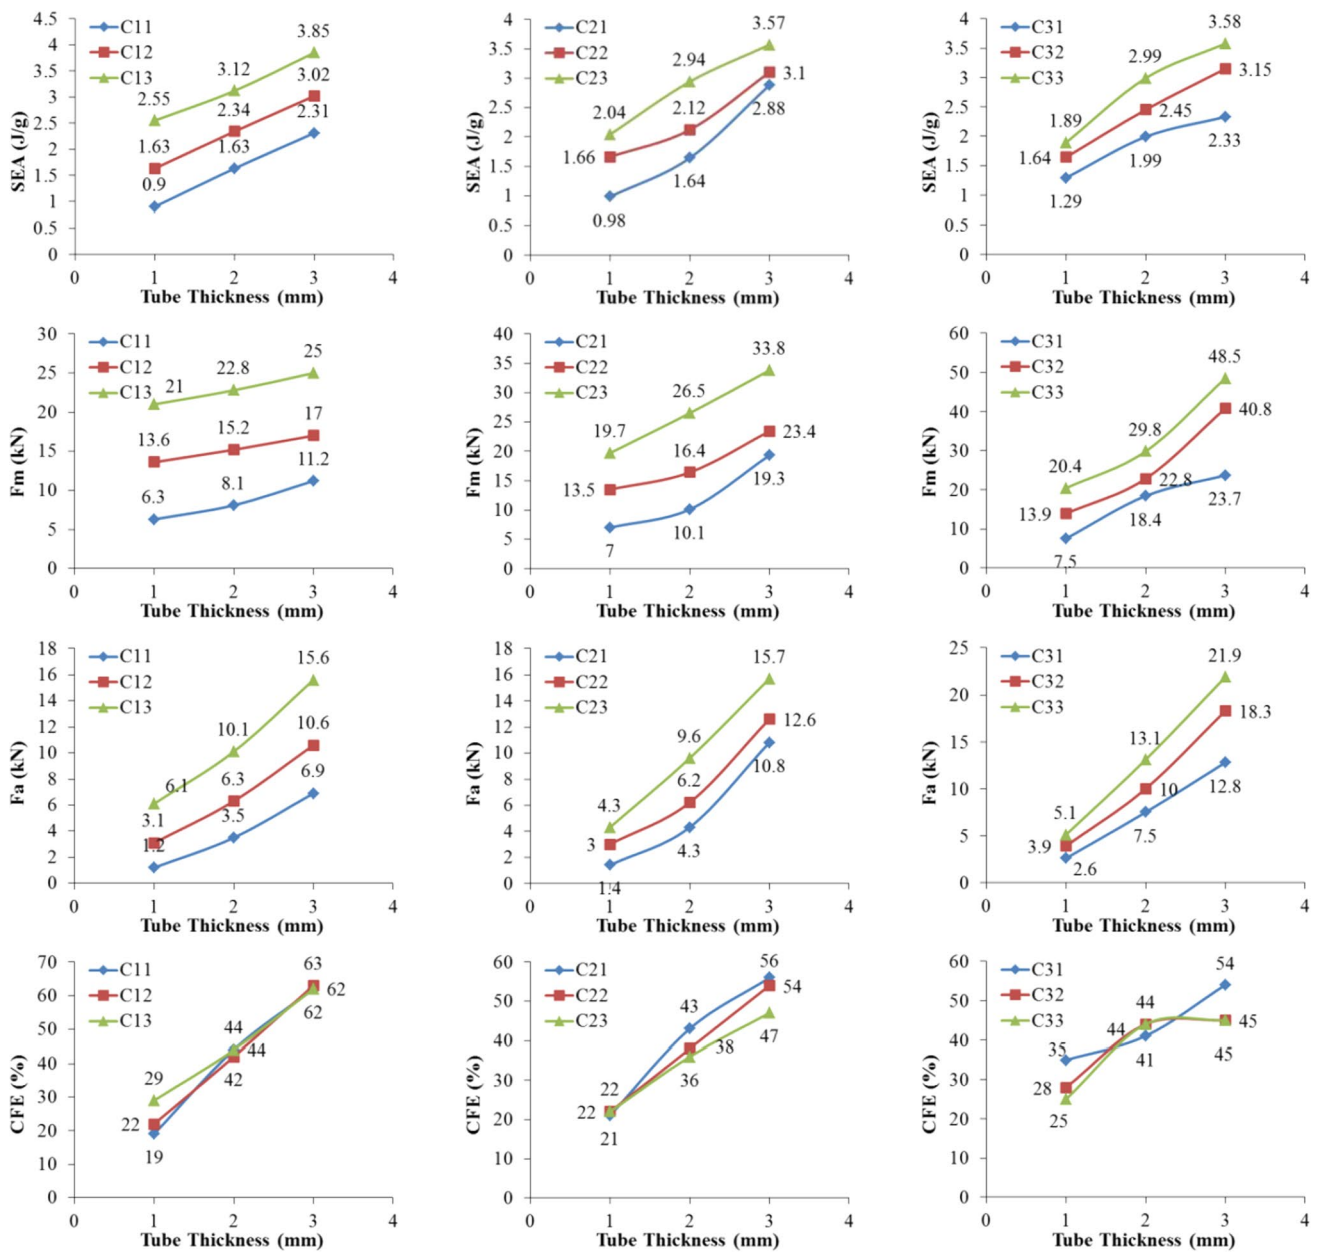 4.5
4
3.5
3
2.5
2
1.5
1
0.5
0
SEA (J/g)
C11
C12
C13
2.55
3.12
3.85
1.63
2.34
3.02
0.9
1.63
2.31
0 1 2 3 4
Tube Thickness (mm)
4
3.5
3
2.5
2
1.5
1
0.5
0
SEA (J/g)
C21
C22
C23
2.04
2.94
3.57
1.66
2.12
3.1
0.98
1.64
2.88
0 1 2 3 4
Tube Thickness (mm)
4
3.5
3
2.5
2
1.5
1
0.5
0
SEA (J/g)
C31
C32
C33
1.89
2.99
3.58
1.64
2.45
3.15
1.29
1.99
2.33
0 1 2 3 4
Tube Thickness (mm)
30
25
20
15
10
5
0
Fm (kN)
C11
C12
C13
21
22.8
25
13.6
15.2
17
6.3
8.1
11.2
0 1 2 3 4
Tube Thickness (mm)
40
35
30
25
20
15
10
5
0
Fm (kN)
C21
C22
C23
19.7
26.5
33.8
13.5
16.4
23.4
7
10.1
19.3
0 1 2 3 4
Tube Thickness (mm)
60
50
40
30
20
10
0
Fm (kN)
C31
C32
C33
20.4
29.8
48.5
13.9
22.8
40.8
7.5
18.4
23.7
0 1 2 3 4
Tube Thickness (mm)
18
16
14
12
10
8
6
4
2
0
Fa (kN)
C11
C12
C13
6.1
10.1
15.6
3.1
6.3
10.6
1.2
3.5
6.9
0 1 2 3 4
Tube Thickness (mm)
18
16
14
12
10
8
6
4
2
0
Fa (kN)
C21
C22
C23
4.3
9.6
15.7
3
6.2
12.6
1.4
4.3
10.8
0 1 2 3 4
Tube Thickness (mm)
25
20
15
10
5
0
Fa (kN)
C31
C32
C33
5.1
13.1
21.9
3.9
10
18.3
2.6
7.5
12.8
0 1 2 3 4
Tube Thickness (mm)
70
60
50
40
30
20
10
0
CFE (%)
C11
C12
C13
29
44
63
22
44
62
19
42
62
0 1 2 3 4
Tube Thickness (mm)
60
50
40
30
20
10
0
CFE (%)
C21
C22
C23
22
43
56
22
38
54
21
36
47
0 1 2 3 4
Tube Thickness (mm)
60
50
40
30
20
10
0
CFE (%)
C31
C32
C33
35
44
54
28
44
45
25
41
45
0 1 2 3 4
Tube Thickness (mm)